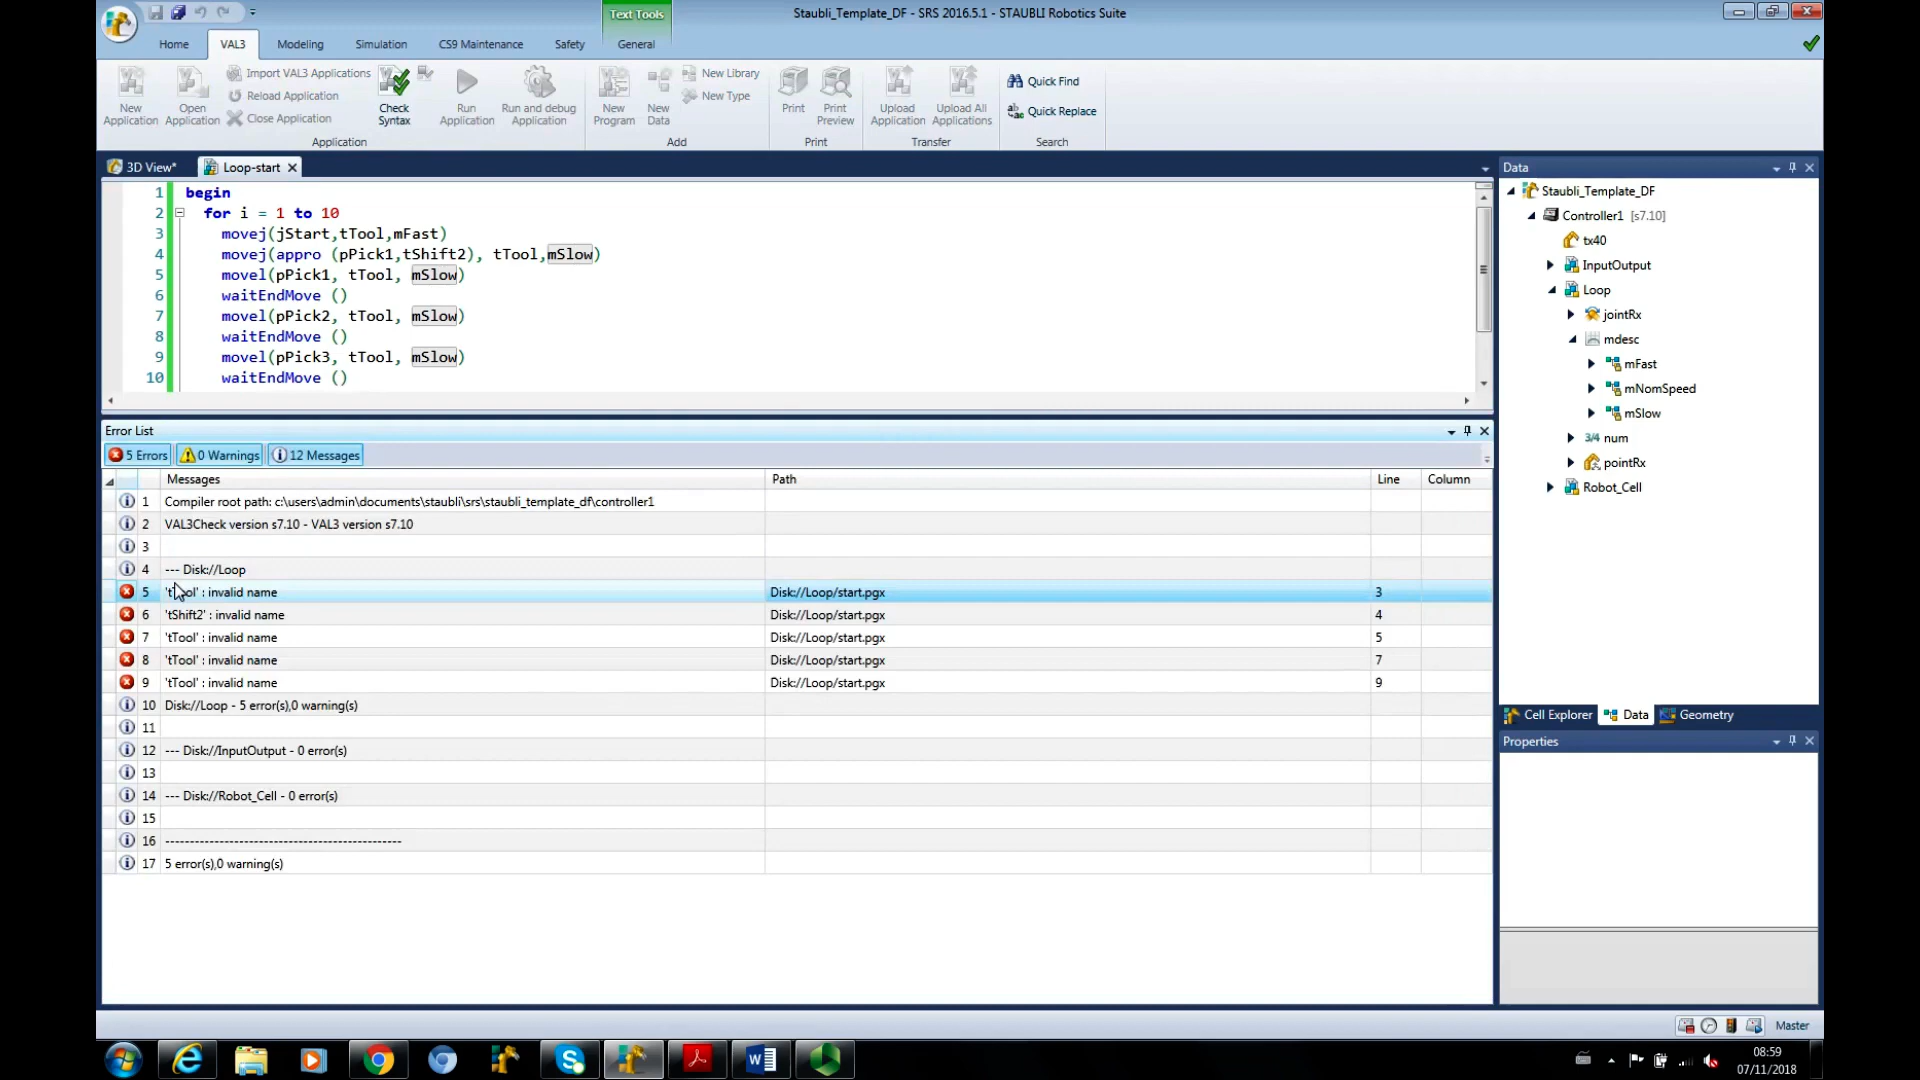 Text Tools
Staubli_Template_DF - SRS 2016.5.1 - STAUBLI Robotics Suite
Home VAL3 Modeling Simulation CS9 Maintenance Safety General
New Application
Open Application
Import VAL3 Applications
Reload Application
Close Application
Check Syntax
Run Application
Run and debug Application
Application
New Program
New Data
New Library
New Type
Add
Print
Print Preview
Print
Upload Application
Upload All Applications
Transfer
Quick Find
Quick Replace
Search
3D View* Loop-start
1 begin
2 for i = 1 to 10
3 movej(jStart,tTool,mFast)
4 movej(appro (pPick1,tShift2), tTool,mSlow)
5 movel(pPick1, tTool, mSlow)
6 waitEndMove ()
7 movel(pPick2, tTool, mSlow)
8 waitEndMove ()
9 movel(pPick3, tTool, mSlow)
10 waitEndMove ()
Error List
5 Errors 0 Warnings 12 Messages
Messages Path Line Column
1 Compiler root path: c:\users\admin\documents\staubli\srs\staubli_template_df\controller1
2 VAL3Check version s7.10 - VAL3 version s7.10
3
4 --- Disk://Loop
5 'tTool' : invalid name Disk://Loop/start.pgx 3
6 'tShift2' : invalid name Disk://Loop/start.pgx 4
7 'tTool' : invalid name Disk://Loop/start.pgx 5
8 'tTool' : invalid name Disk://Loop/start.pgx 7
9 'tTool' : invalid name Disk://Loop/start.pgx 9
10 Disk://Loop - 5 error(s),0 warning(s)
11
12 --- Disk://InputOutput - 0 error(s)
13
14 --- Disk://Robot_Cell - 0 error(s)
15
16 -------------------------------------------------
17 5 error(s),0 warning(s)
Data
Staubli_Template_DF
Controller1 [s7.10]
tx40
InputOutput
Loop
jointRx
mdesc
mFast
mNomSpeed
mSlow
3/4 num
pointRx
Robot_Cell
Cell Explorer Data Geometry
Properties
Master
08:59
07/11/2018